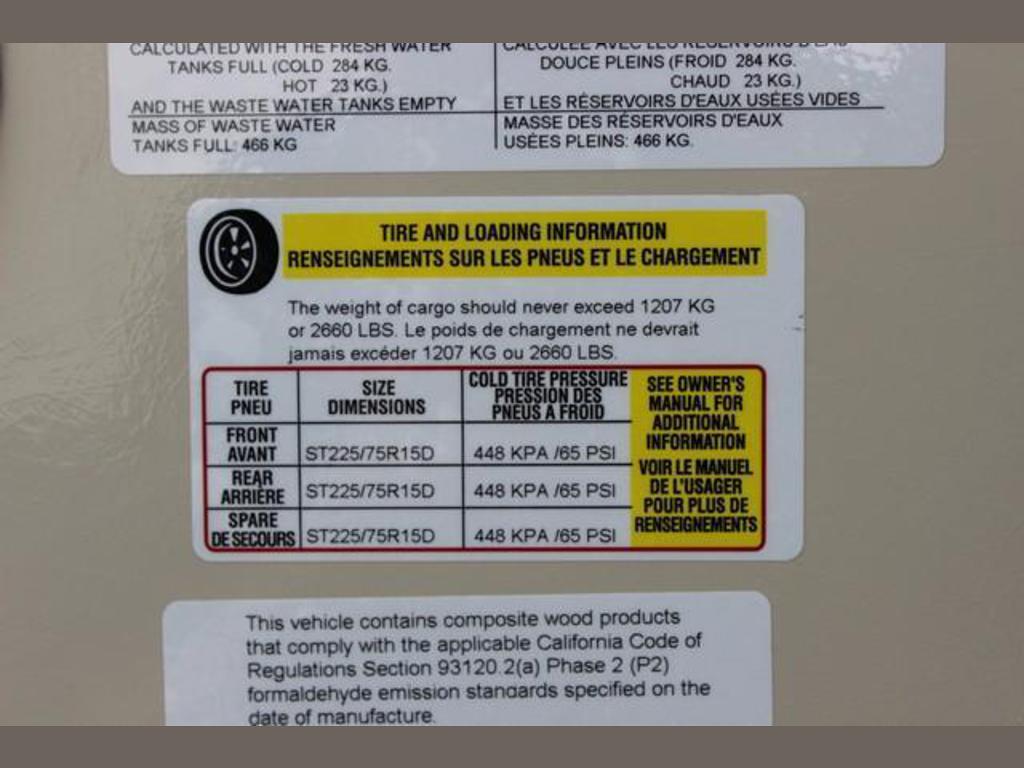 CALCULATED WITH THE FRESH WATER
TANKS FULL (COLD 284 KG.
HOT 23 KG.)
AND THE WASTE WATER TANKS EMPTY
MASS OF WASTE WATER
TANKS FULL: 466 KG
CALCULÉE AVEC LES RÉSERVOIRS D'EAU
DOUCE PLEINS (FROID 284 KG.
CHAUD 23 KG.)
ET LES RÉSERVOIRS D'EAUX USÉES VIDES
MASSE DES RÉSERVOIRS D'EAUX
USÉES PLEINS: 466 KG.
TIRE AND LOADING INFORMATION
RENSEIGNEMENTS SUR LES PNEUS ET LE CHARGEMENT
The weight of cargo should never exceed 1207 KG
or 2660 LBS. Le poids de chargement ne devrait
jamais excéder 1207 KG ou 2660 LBS.
TIRE
PNEU
SIZE
DIMENSIONS
COLD TIRE PRESSURE
PRESSION DES
PNEUS A FROID
FRONT
AVANT
ST225/75R15D
448 KPA /65 PSI
REAR
ARRIÈRE
ST225/75R15D
448 KPA /65 PSI
SPARE
DE SECOURS
ST225/75R15D
448 KPA /65 PSI
SEE OWNER'S
MANUAL FOR
ADDITIONAL
INFORMATION
VOIR LE MANUEL
DE L'USAGER
POUR PLUS DE
RENSEIGNEMENTS
This vehicle contains composite wood products
that comply with the applicable California Code of
Regulations Section 93120.2(a) Phase 2 (P2)
formaldehyde emission standards specified on the
date of manufacture.